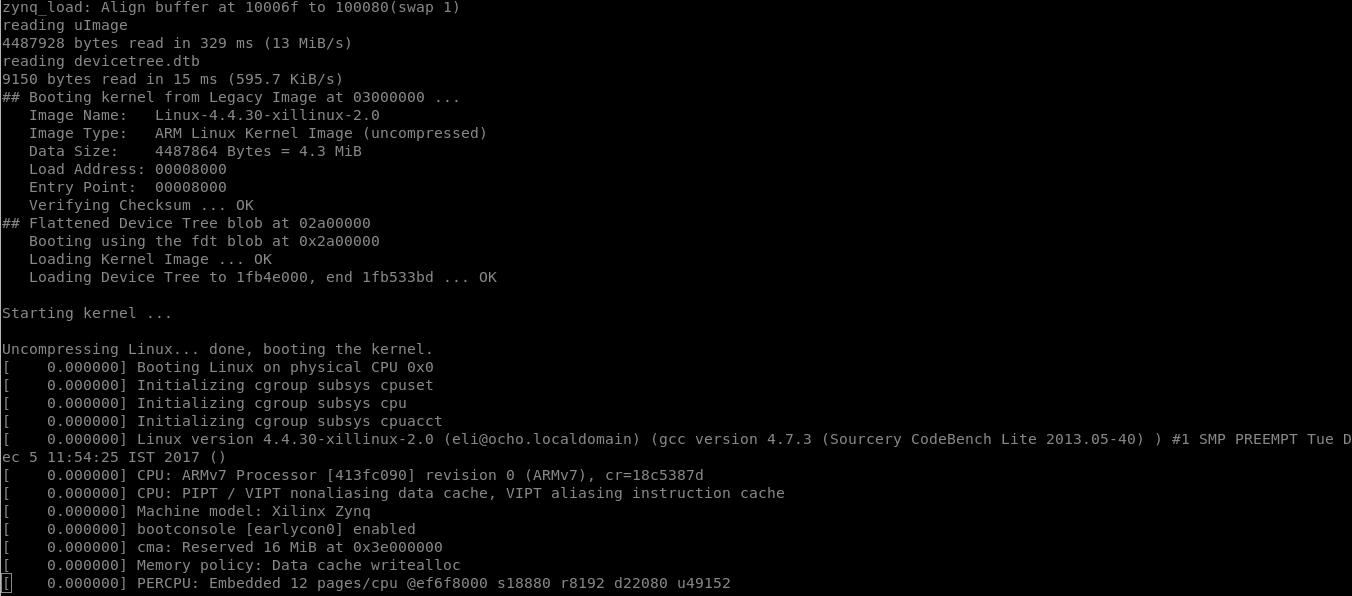 zynq_load: Align buffer at 10006f to 100080(swap 1)
reading uImage
4487928 bytes read in 329 ms (13 MiB/s)
reading devicetree.dtb
9150 bytes read in 15 ms (595.7 KiB/s)
## Booting kernel from Legacy Image at 03000000 ...
   Image Name:   Linux-4.4.30-xillinux-2.0
   Image Type:   ARM Linux Kernel Image (uncompressed)
   Data Size:    4487864 Bytes = 4.3 MiB
   Load Address: 00008000
   Entry Point:  00008000
   Verifying Checksum ... OK
## Flattened Device Tree blob at 02a00000
   Booting using the fdt blob at 0x2a00000
   Loading Kernel Image ... OK
   Loading Device Tree to 1fb4e000, end 1fb533bd ... OK

Starting kernel ...

Uncompressing Linux... done, booting the kernel.
[    0.000000] Booting Linux on physical CPU 0x0
[    0.000000] Initializing cgroup subsys cpuset
[    0.000000] Initializing cgroup subsys cpu
[    0.000000] Initializing cgroup subsys cpuacct
[    0.000000] Linux version 4.4.30-xillinux-2.0 (eli@ocho.localdomain) (gcc version 4.7.3 (Sourcery CodeBench Lite 2013.05-40) ) #1 SMP PREEMPT Tue D
ec 5 11:54:25 IST 2017 ()
[    0.000000] CPU: ARMv7 Processor [413fc090] revision 0 (ARMv7), cr=18c5387d
[    0.000000] CPU: PIPT / VIPT nonaliasing data cache, VIPT aliasing instruction cache
[    0.000000] Machine model: Xilinx Zynq
[    0.000000] bootconsole [earlycon0] enabled
[    0.000000] cma: Reserved 16 MiB at 0x3e000000
[    0.000000] Memory policy: Data cache writealloc
[    0.000000] PERCPU: Embedded 12 pages/cpu @ef6f8000 s18880 r8192 d22080 u49152